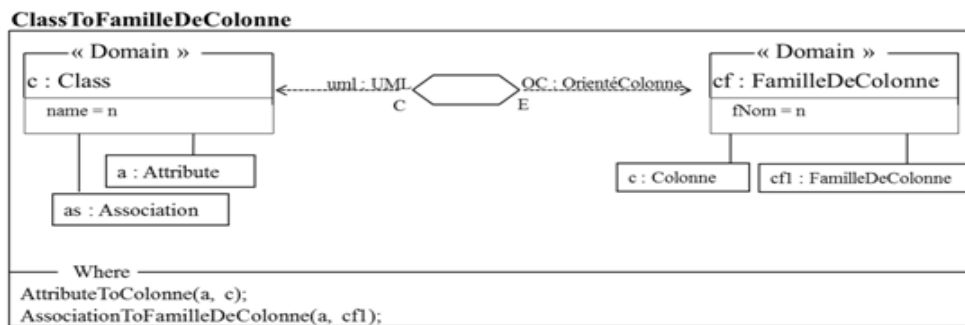 ClassToFamilleDeColonne
« Domain »
« Domain »
c : Class
uml : UML
OC : OrientéColonne
cf : FamilleDeColonne
C
E
name = n
fNom = n
a : Attribute
c : Colonne
cf1 : FamilleDeColonne
as : Association
Where
AttributeToColonne(a, c);
AssociationToFamilleDeColonne(a, cf1);